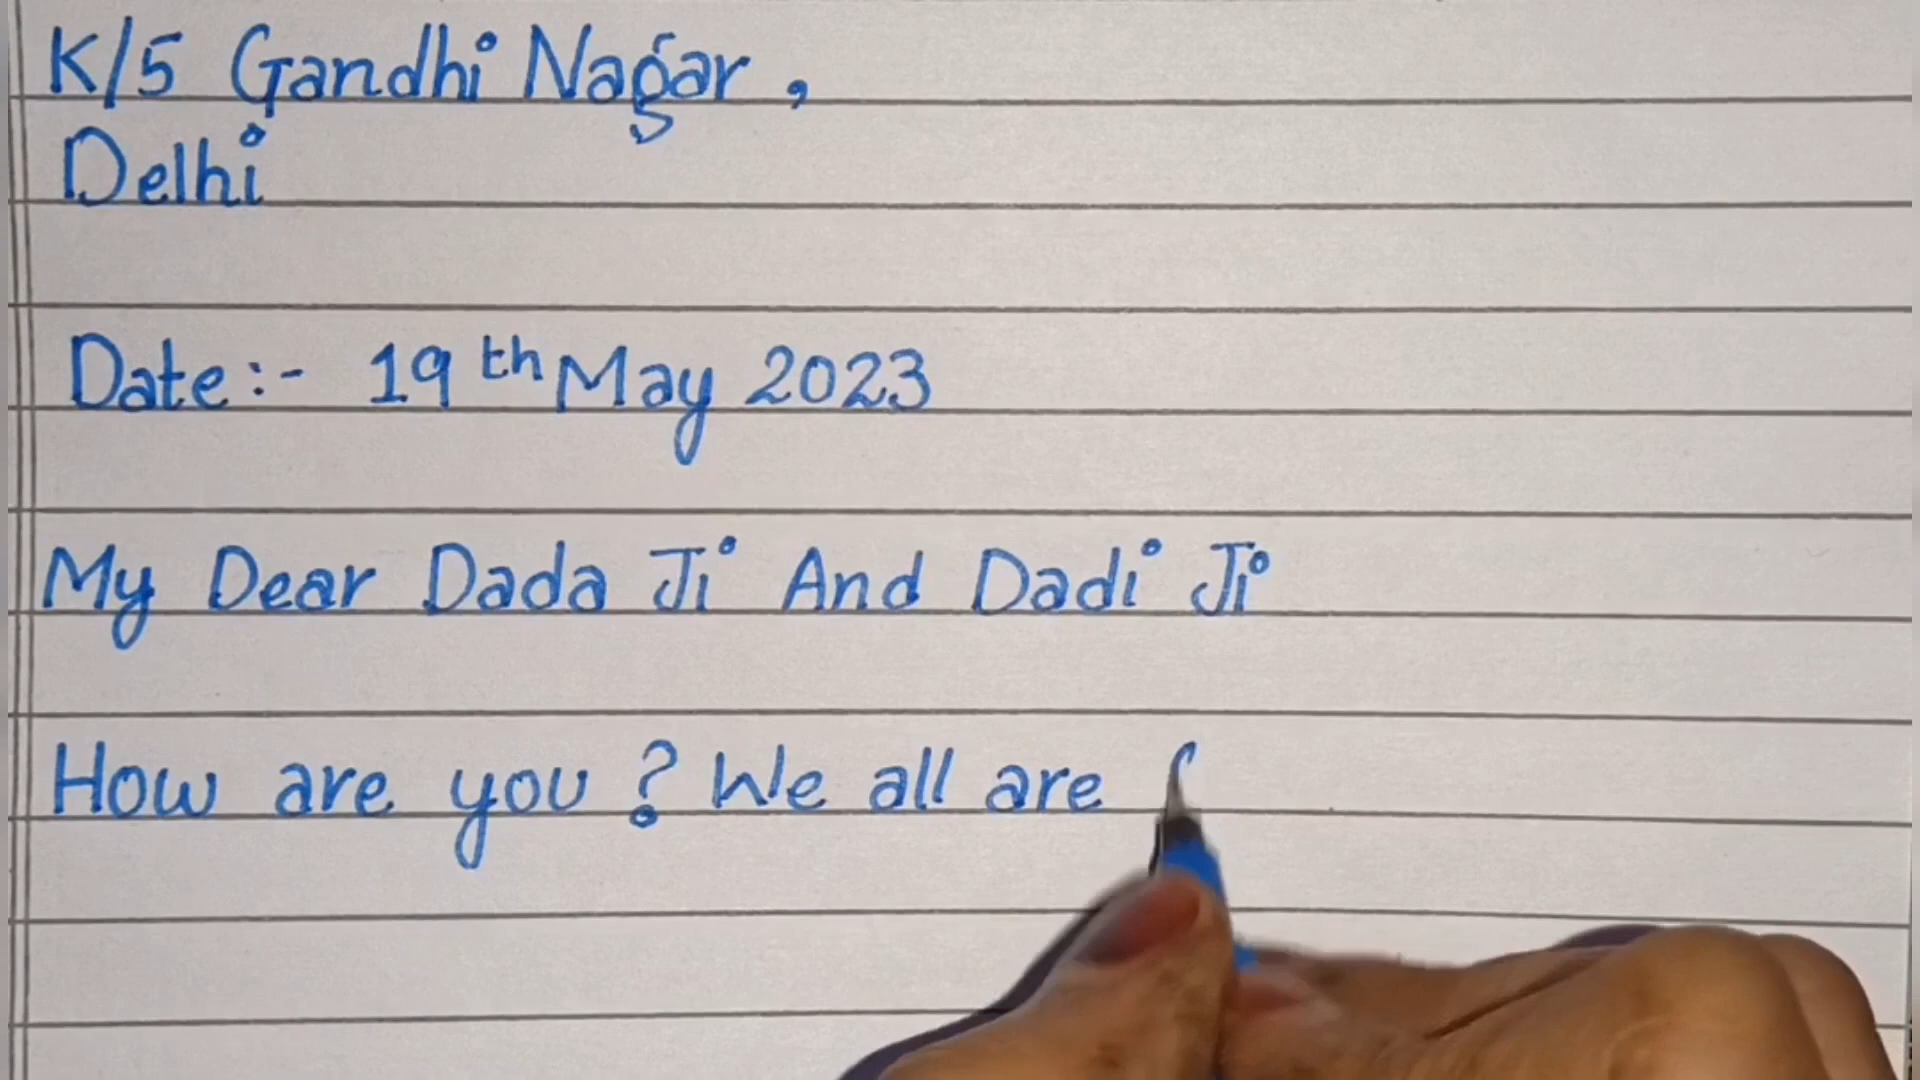 K/5 Gandhi Nagar,
Delhi
Date:- 19th May 2023
My Dear Dada Ji And Dadi Ji
How are you? We all are